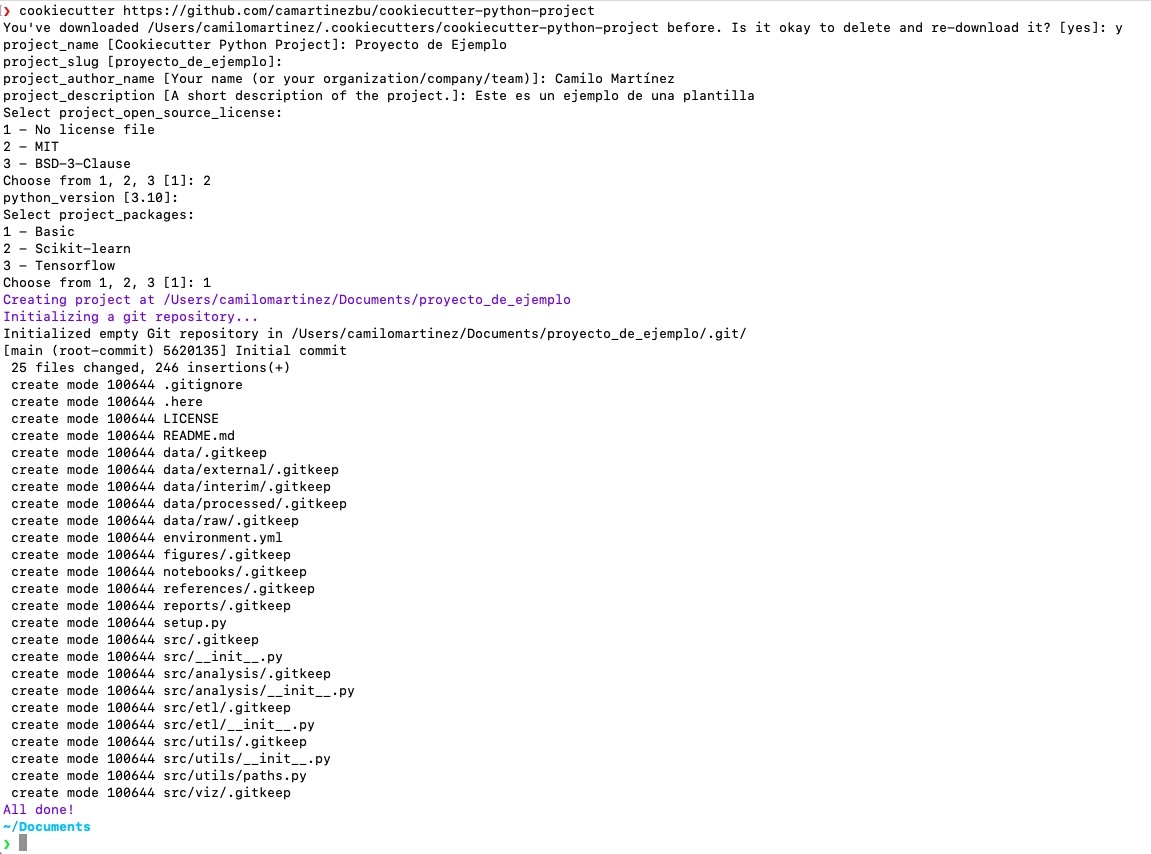 ❯ cookiecutter https://github.com/camartinezbu/cookiecutter-python-project
You've downloaded /Users/camilomartinez/.cookiecutters/cookiecutter-python-project before. Is it okay to delete and re-download it? [yes]: y
project_name [Cookiecutter Python Project]: Proyecto de Ejemplo
project_slug [proyecto_de_ejemplo]:
project_author_name [Your name (or your organization/company/team)]: Camilo Martínez
project_description [A short description of the project.]: Este es un ejemplo de una plantilla
Select project_open_source_license:
1 - No license file
2 - MIT
3 - BSD-3-Clause
Choose from 1, 2, 3 [1]: 2
python_version [3.10]:
Select project_packages:
1 - Basic
2 - Scikit-learn
3 - Tensorflow
Choose from 1, 2, 3 [1]: 1
Creating project at /Users/camilomartinez/Documents/proyecto_de_ejemplo
Initializing a git repository...
Initialized empty Git repository in /Users/camilomartinez/Documents/proyecto_de_ejemplo/.git/
[main (root-commit) 5620135] Initial commit
 25 files changed, 246 insertions(+)
 create mode 100644 .gitignore
 create mode 100644 .here
 create mode 100644 LICENSE
 create mode 100644 README.md
 create mode 100644 data/.gitkeep
 create mode 100644 data/external/.gitkeep
 create mode 100644 data/interim/.gitkeep
 create mode 100644 data/processed/.gitkeep
 create mode 100644 data/raw/.gitkeep
 create mode 100644 environment.yml
 create mode 100644 figures/.gitkeep
 create mode 100644 notebooks/.gitkeep
 create mode 100644 references/.gitkeep
 create mode 100644 reports/.gitkeep
 create mode 100644 setup.py
 create mode 100644 src/.gitkeep
 create mode 100644 src/__init__.py
 create mode 100644 src/analysis/.gitkeep
 create mode 100644 src/analysis/__init__.py
 create mode 100644 src/etl/.gitkeep
 create mode 100644 src/etl/__init__.py
 create mode 100644 src/utils/.gitkeep
 create mode 100644 src/utils/__init__.py
 create mode 100644 src/utils/paths.py
 create mode 100644 src/viz/.gitkeep
All done!
~/Documents
❯